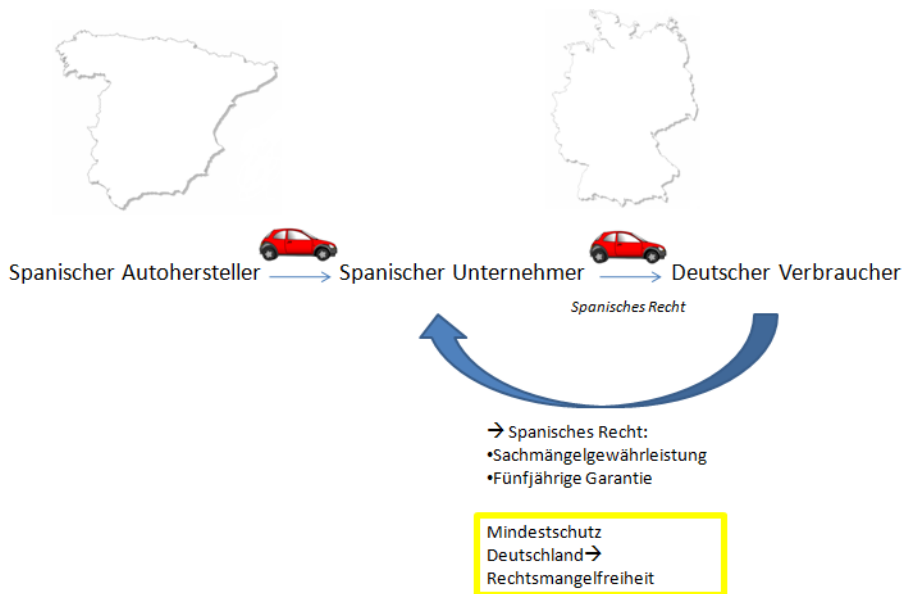 Spanischer Autohersteller → Spanischer Unternehmer → Deutscher Verbraucher
Spanisches Recht
→ Spanisches Recht:
•Sachmängelgewährleistung
•Fünfjährige Garantie
Mindestschutz
Deutschland→
Rechtsmangelfreiheit